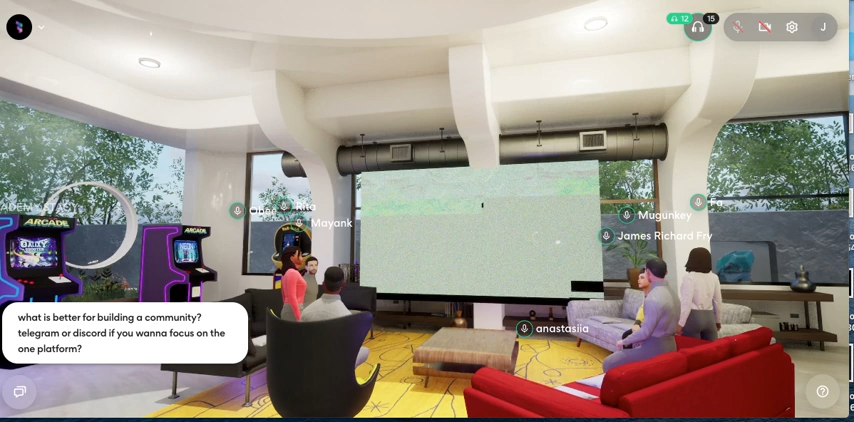 12
15
J
ARCADE
ARCADE
Rita
Mayank
Mugunkey
James Richard Fry
Fa
anastasiia
what is better for building a community?
telegram or discord if you wanna focus on the
one platform?